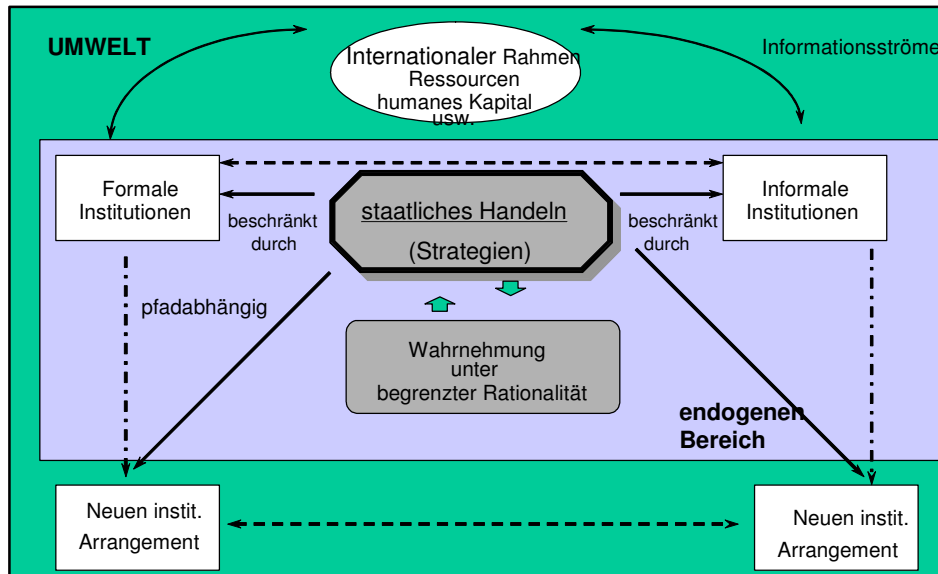 UMWELT
Internationaler Rahmen
Ressourcen
humanes Kapital
usw.
Informationsströme
Formale
Institutionen
beschränkt
durch
staatliches Handeln
(Strategien)
beschränkt
durch
Informale
Institutionen
pfadabhängig
Wahrnehmung
unter
begrenzter Rationalität
endogenen
Bereich
Neuen instit.
Arrangement
Neuen instit.
Arrangement